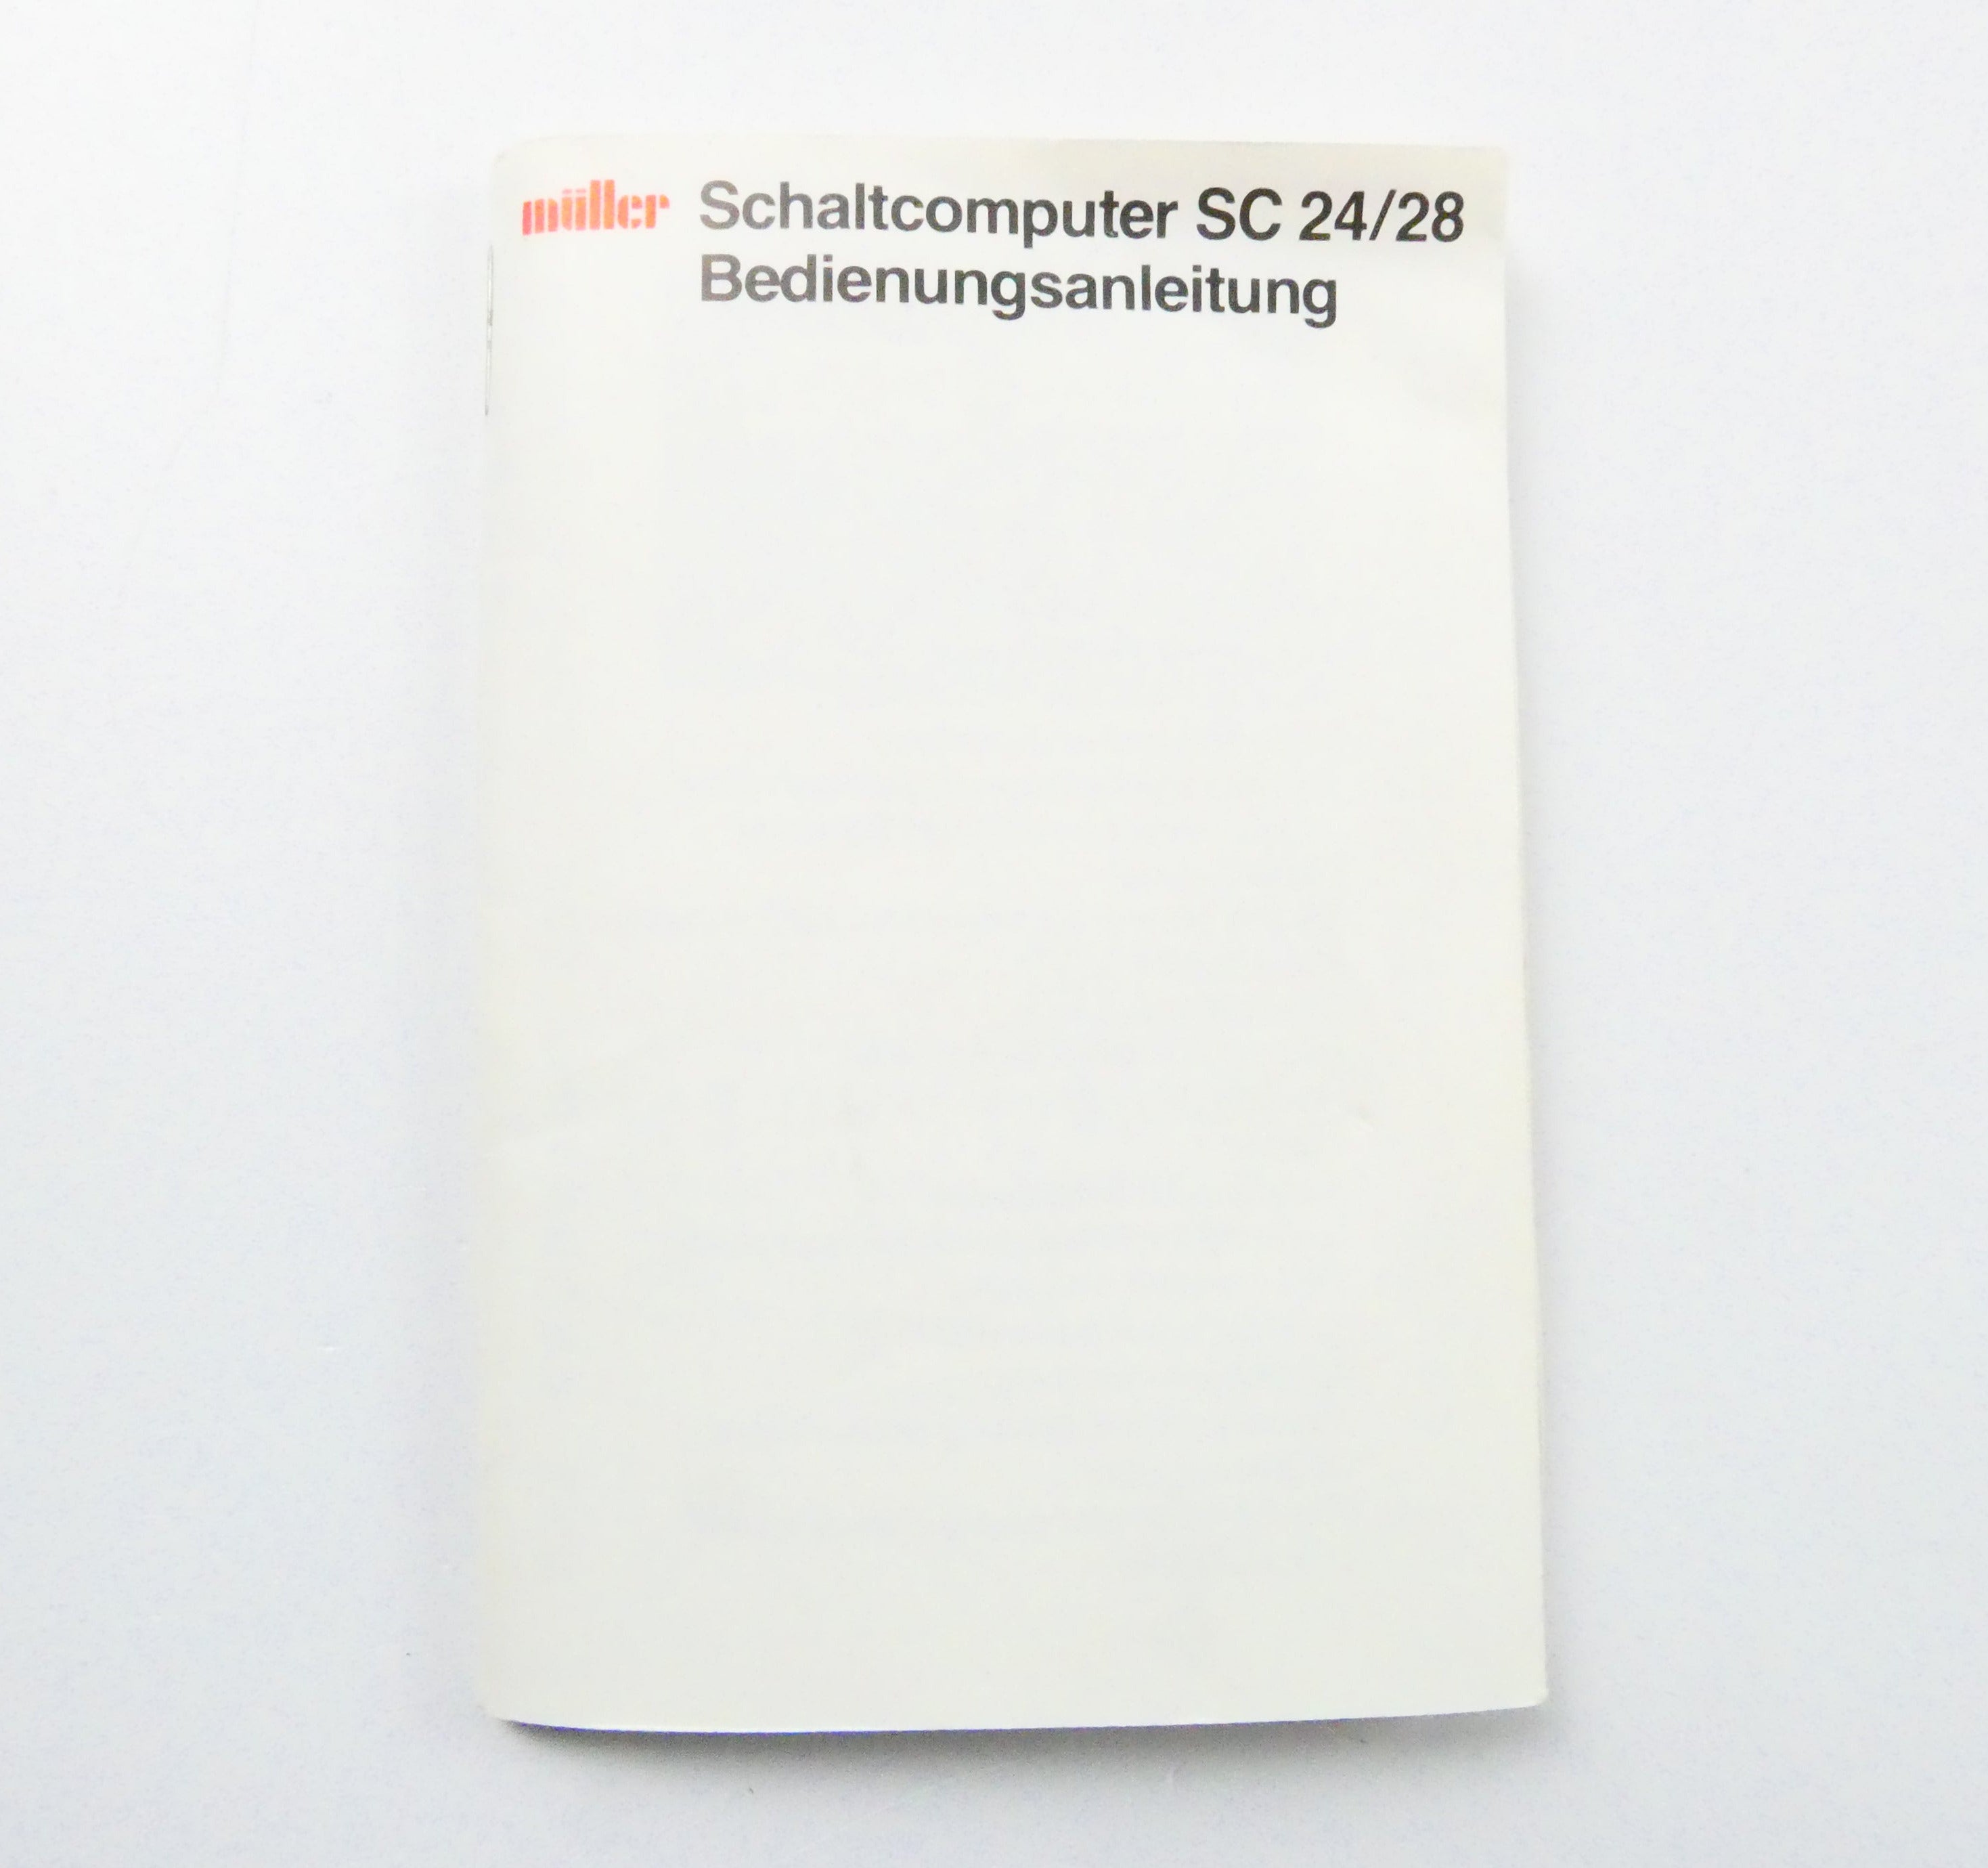 müller Schaltcomputer SC 24/28
Bedienungsanleitung